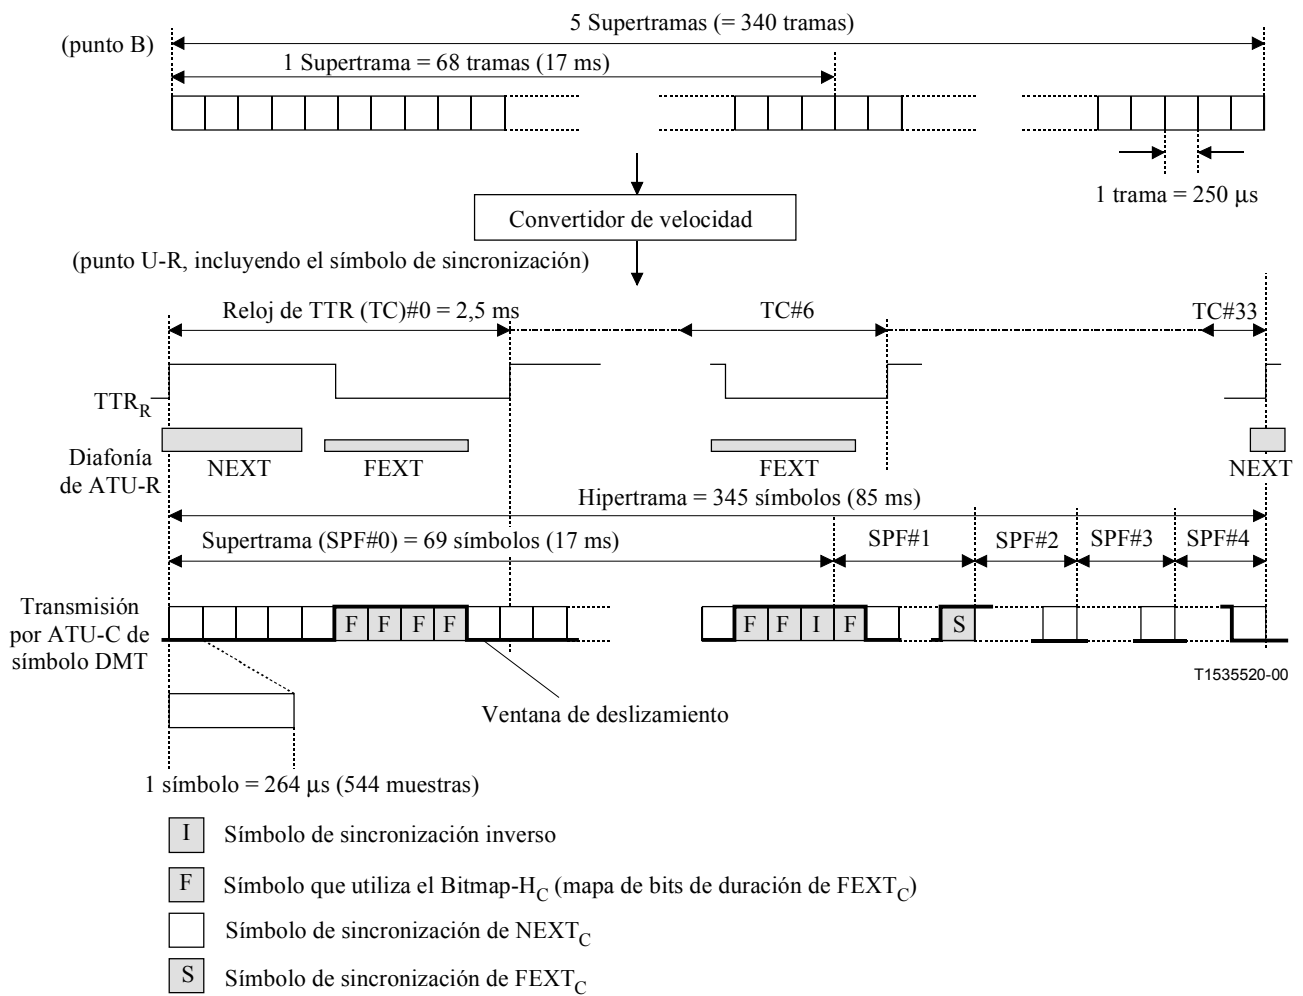 5 Supertramas (= 340 tramas)
(punto B)
1 Supertrama = 68 tramas (17 ms)
1 trama = 250 μs
Convertidor de velocidad
(punto U-R, incluyendo el símbolo de sincronización)
Reloj de TTR (TC)#0 = 2,5 ms
TC#6
TC#33
TTR_R
Diafonía
de ATU-R
NEXT
FEXT
FEXT
NEXT
Hipertrama = 345 símbolos (85 ms)
Supertrama (SPF#0) = 69 símbolos (17 ms)
SPF#1
SPF#2
SPF#3
SPF#4
Transmisión
por ATU-C de
símbolo DMT
F F F F
F F I F
S
T1535520-00
Ventana de deslizamiento
1 símbolo = 264 μs (544 muestras)
I Símbolo de sincronización inverso
F Símbolo que utiliza el Bitmap-H_C (mapa de bits de duración de FEXT_C)
Símbolo de sincronización de NEXT_C
S Símbolo de sincronización de FEXT_C